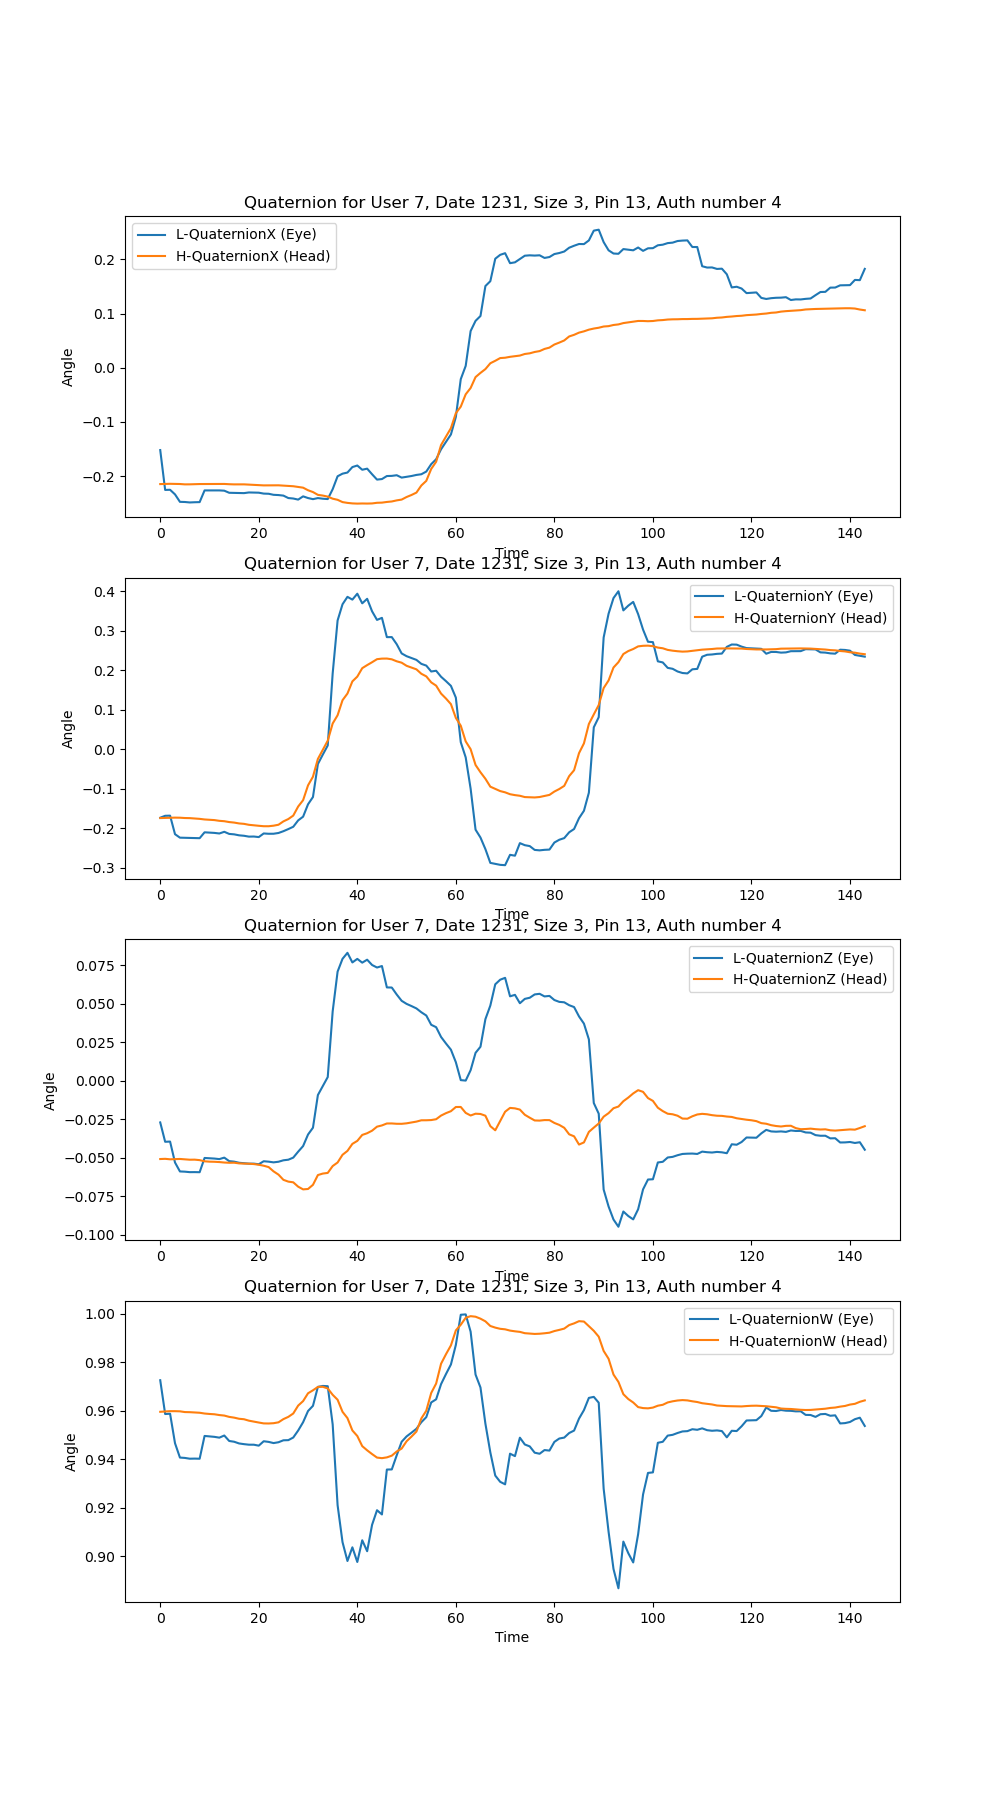 Quaternion for User 7, Date 1231, Size 3, Pin 13, Auth number 4
L-QuaternionX (Eye)
H-QuaternionX (Head)
Angle
0.2
0.1
0.0
−0.1
−0.2
0 20 40 60 80 100 120 140
Time
Quaternion for User 7, Date 1231, Size 3, Pin 13, Auth number 4
L-QuaternionY (Eye)
H-QuaternionY (Head)
Angle
0.4
0.3
0.2
0.1
0.0
−0.1
−0.2
−0.3
0 20 40 60 80 100 120 140
Time
Quaternion for User 7, Date 1231, Size 3, Pin 13, Auth number 4
L-QuaternionZ (Eye)
H-QuaternionZ (Head)
Angle
0.075
0.050
0.025
0.000
−0.025
−0.050
−0.075
−0.100
0 20 40 60 80 100 120 140
Time
Quaternion for User 7, Date 1231, Size 3, Pin 13, Auth number 4
L-QuaternionW (Eye)
H-QuaternionW (Head)
Angle
1.00
0.98
0.96
0.94
0.92
0.90
0 20 40 60 80 100 120 140
Time